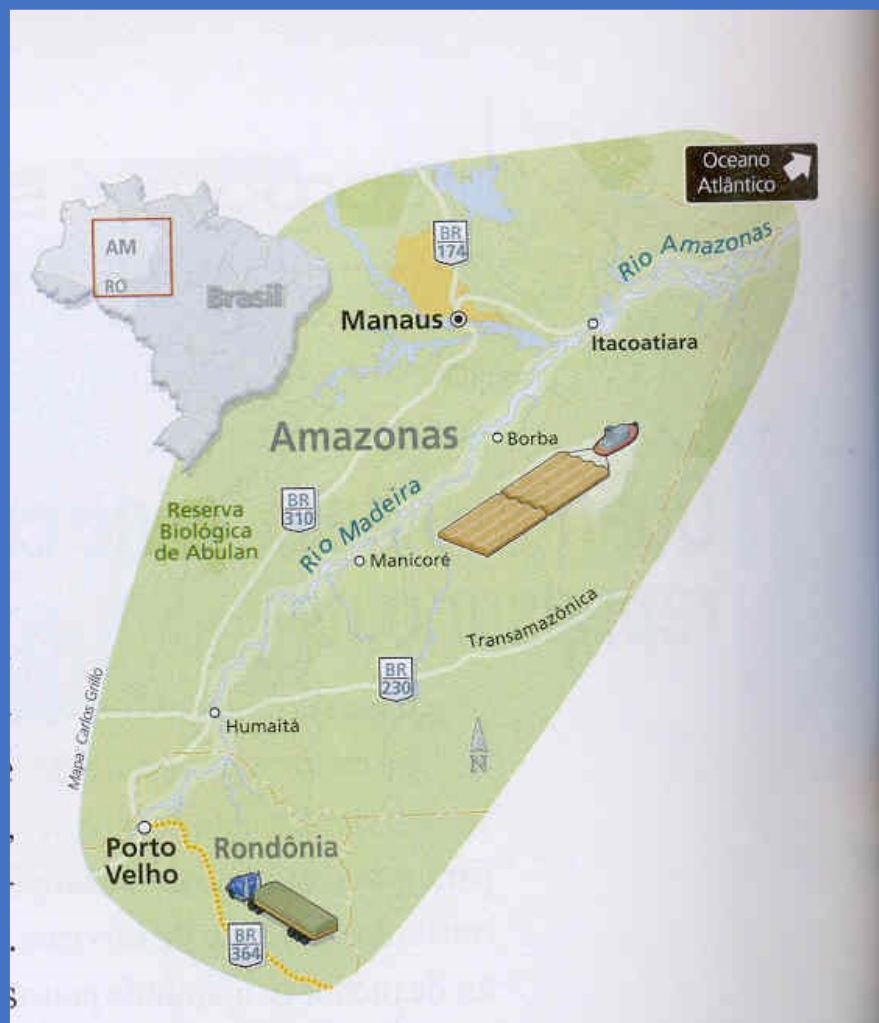 Oceano
Atlântico
BR
174
Rio Amazonas
AM
RO
Brasil
Manaus
Itacoatiara
Amazonas
Borba
BR
310
Reserva
Biológica
de Abulan
Rio Madeira
Manicoré
Transamazônica
BR
230
Mapa: Carlos Grillo
Humaitá
N
Porto
Velho
Rondônia
BR
364